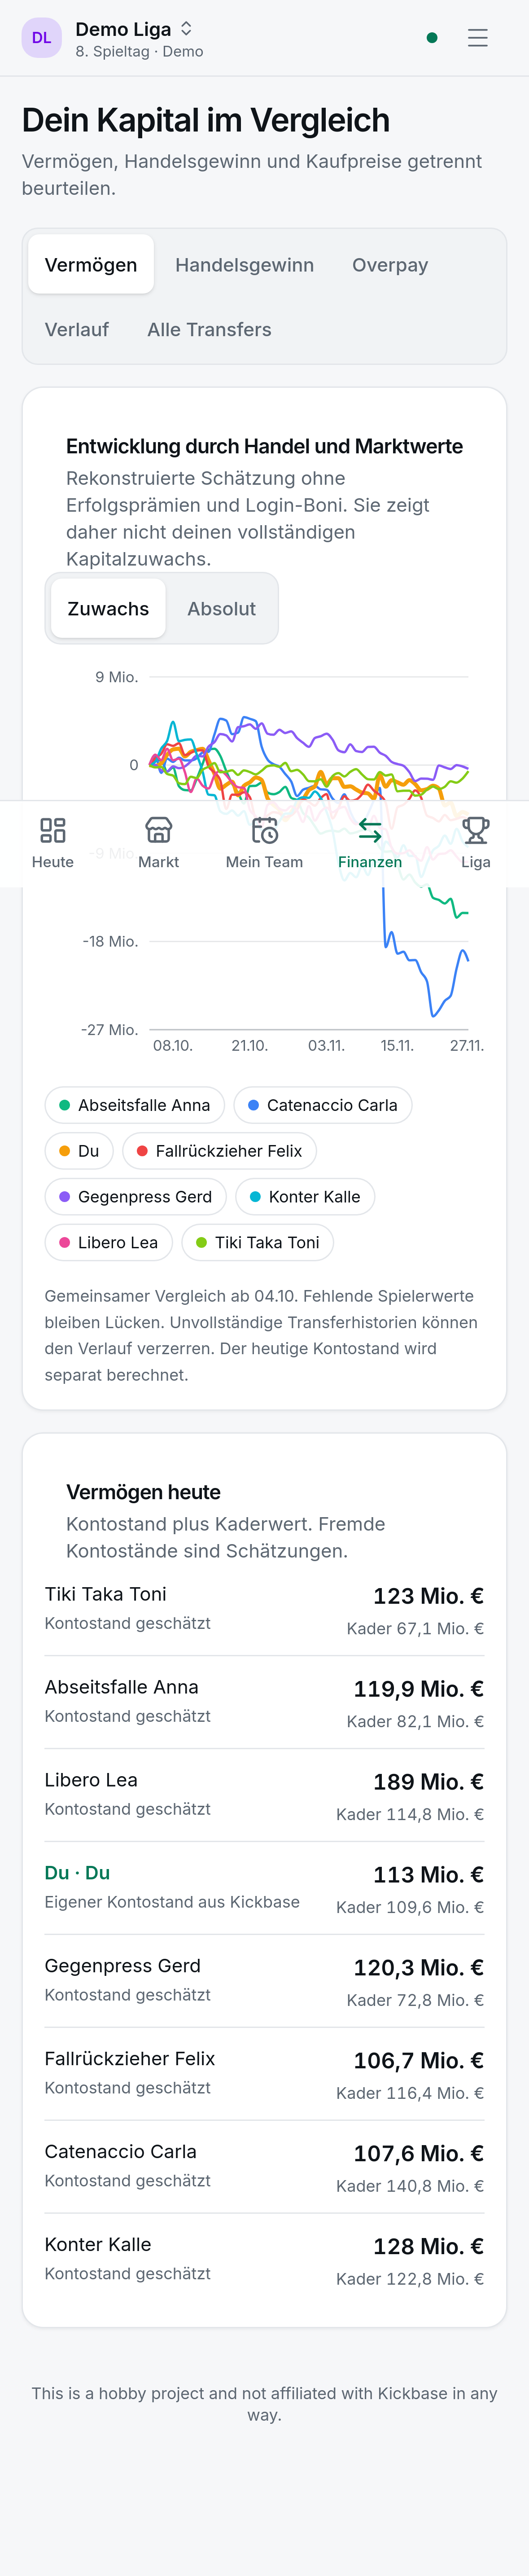 DL
Demo Liga
8. Spieltag · Demo
Dein Kapital im Vergleich
Vermögen, Handelsgewinn und Kaufpreise getrennt
beurteilen.
Vermögen Handelsgewinn Overpay
Verlauf Alle Transfers
Entwicklung durch Handel und Marktwerte
Rekonstruierte Schätzung ohne
Erfolgsprämien und Login-Boni. Sie zeigt
daher nicht deinen vollständigen
Kapitalzuwachs.
Zuwachs Absolut
9 Mio.
0
-9 Mio.
Heute Markt Mein Team Finanzen Liga
-18 Mio.
-27 Mio.
08.10. 21.10. 03.11. 15.11. 27.11.
Abseitsfalle Anna Catenaccio Carla
Du Fallrückzieher Felix
Gegenpress Gerd Konter Kalle
Libero Lea Tiki Taka Toni
Gemeinsamer Vergleich ab 04.10. Fehlende Spielerwerte
bleiben Lücken. Unvollständige Transferhistorien können
den Verlauf verzerren. Der heutige Kontostand wird
separat berechnet.
Vermögen heute
Kontostand plus Kaderwert. Fremde
Kontostände sind Schätzungen.
Tiki Taka Toni 123 Mio. €
Kontostand geschätzt Kader 67,1 Mio. €
Abseitsfalle Anna 119,9 Mio. €
Kontostand geschätzt Kader 82,1 Mio. €
Libero Lea 189 Mio. €
Kontostand geschätzt Kader 114,8 Mio. €
Du · Du 113 Mio. €
Eigener Kontostand aus Kickbase Kader 109,6 Mio. €
Gegenpress Gerd 120,3 Mio. €
Kontostand geschätzt Kader 72,8 Mio. €
Fallrückzieher Felix 106,7 Mio. €
Kontostand geschätzt Kader 116,4 Mio. €
Catenaccio Carla 107,6 Mio. €
Kontostand geschätzt Kader 140,8 Mio. €
Konter Kalle 128 Mio. €
Kontostand geschätzt Kader 122,8 Mio. €
This is a hobby project and not affiliated with Kickbase in any
way.